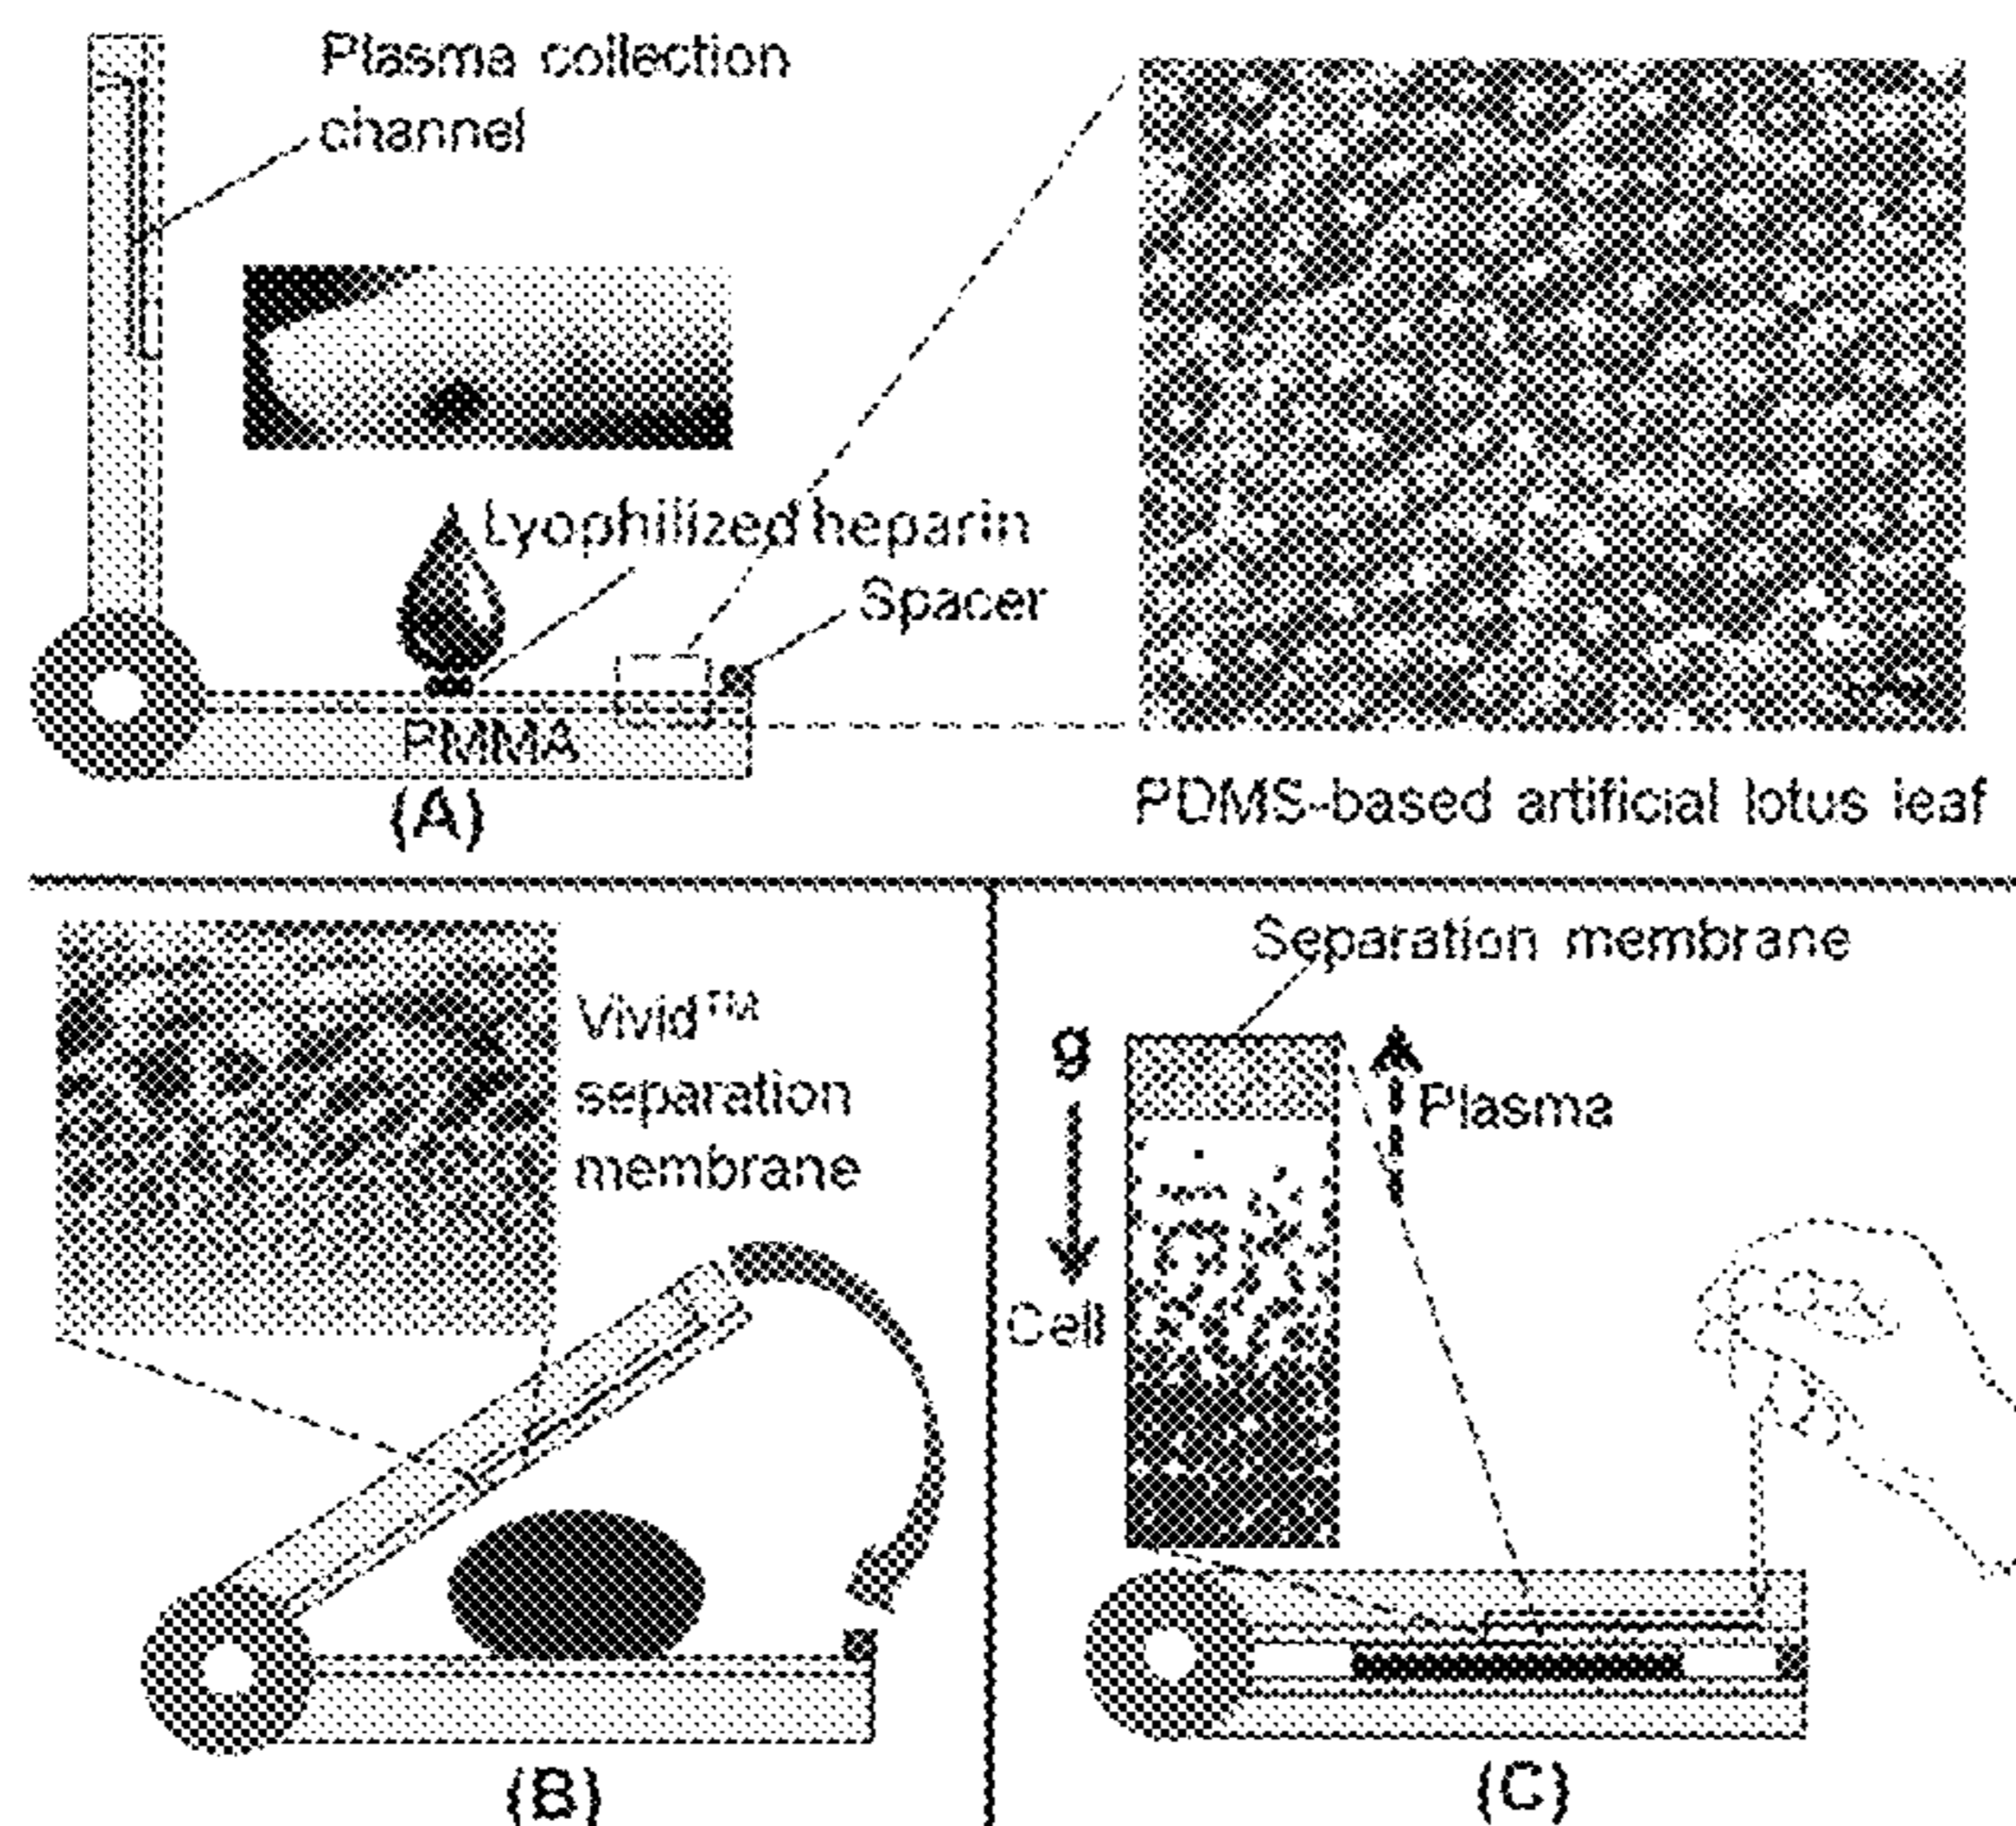 Plasma collection
channel
Lyophilized heparin
Spacer
PMMA
(A)
PDMS-based artificial lotus leaf
Vivid™
separation
membrane
(B)
Separation membrane
g
Plasma
Cell
(C)